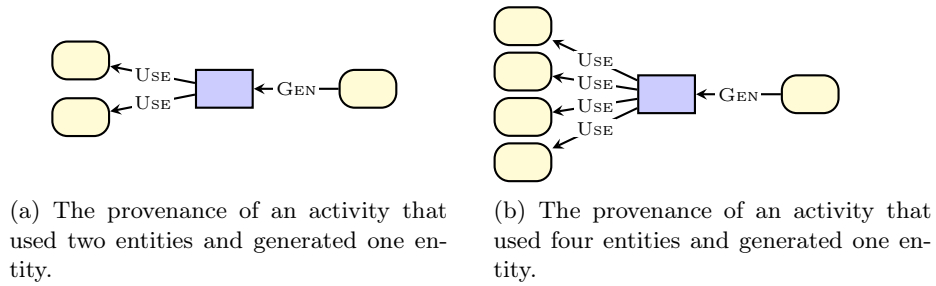 Use
Use
Gen
Use
Use
Use
Use
Gen
(a) The provenance of an activity that
used two entities and generated one en-
tity.
(b) The provenance of an activity that
used four entities and generated one en-
tity.